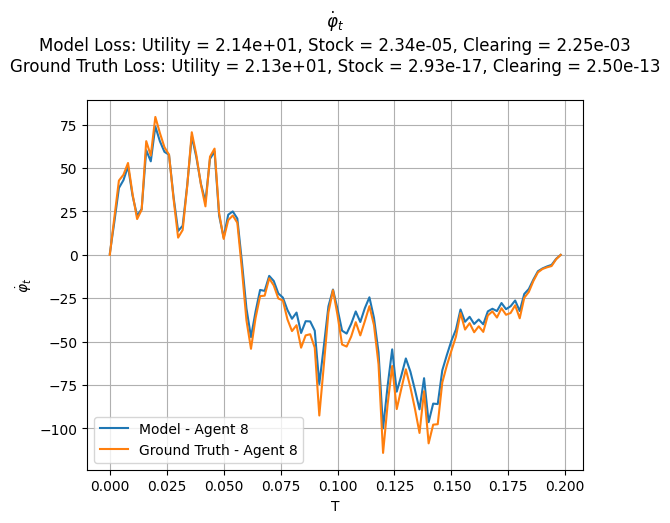 φ̇_t
Model Loss: Utility = 2.14e+01, Stock = 2.34e-05, Clearing = 2.25e-03
Ground Truth Loss: Utility = 2.13e+01, Stock = 2.93e-17, Clearing = 2.50e-13
75
50
25
0
−25
−50
−75
−100
φ̇_t
Model - Agent 8
Ground Truth - Agent 8
0.000 0.025 0.050 0.075 0.100 0.125 0.150 0.175 0.200
T